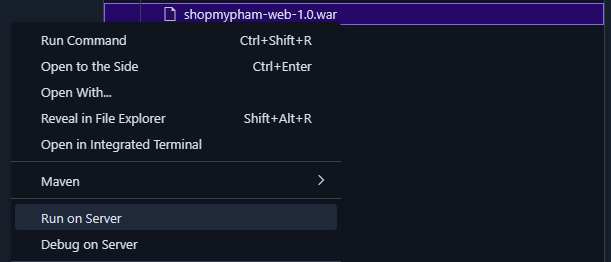 shopmypham-web-1.0.war
Run Command Ctrl+Shift+R
Open to the Side Ctrl+Enter
Open With...
Reveal in File Explorer Shift+Alt+R
Open in Integrated Terminal
Maven
Run on Server
Debug on Server